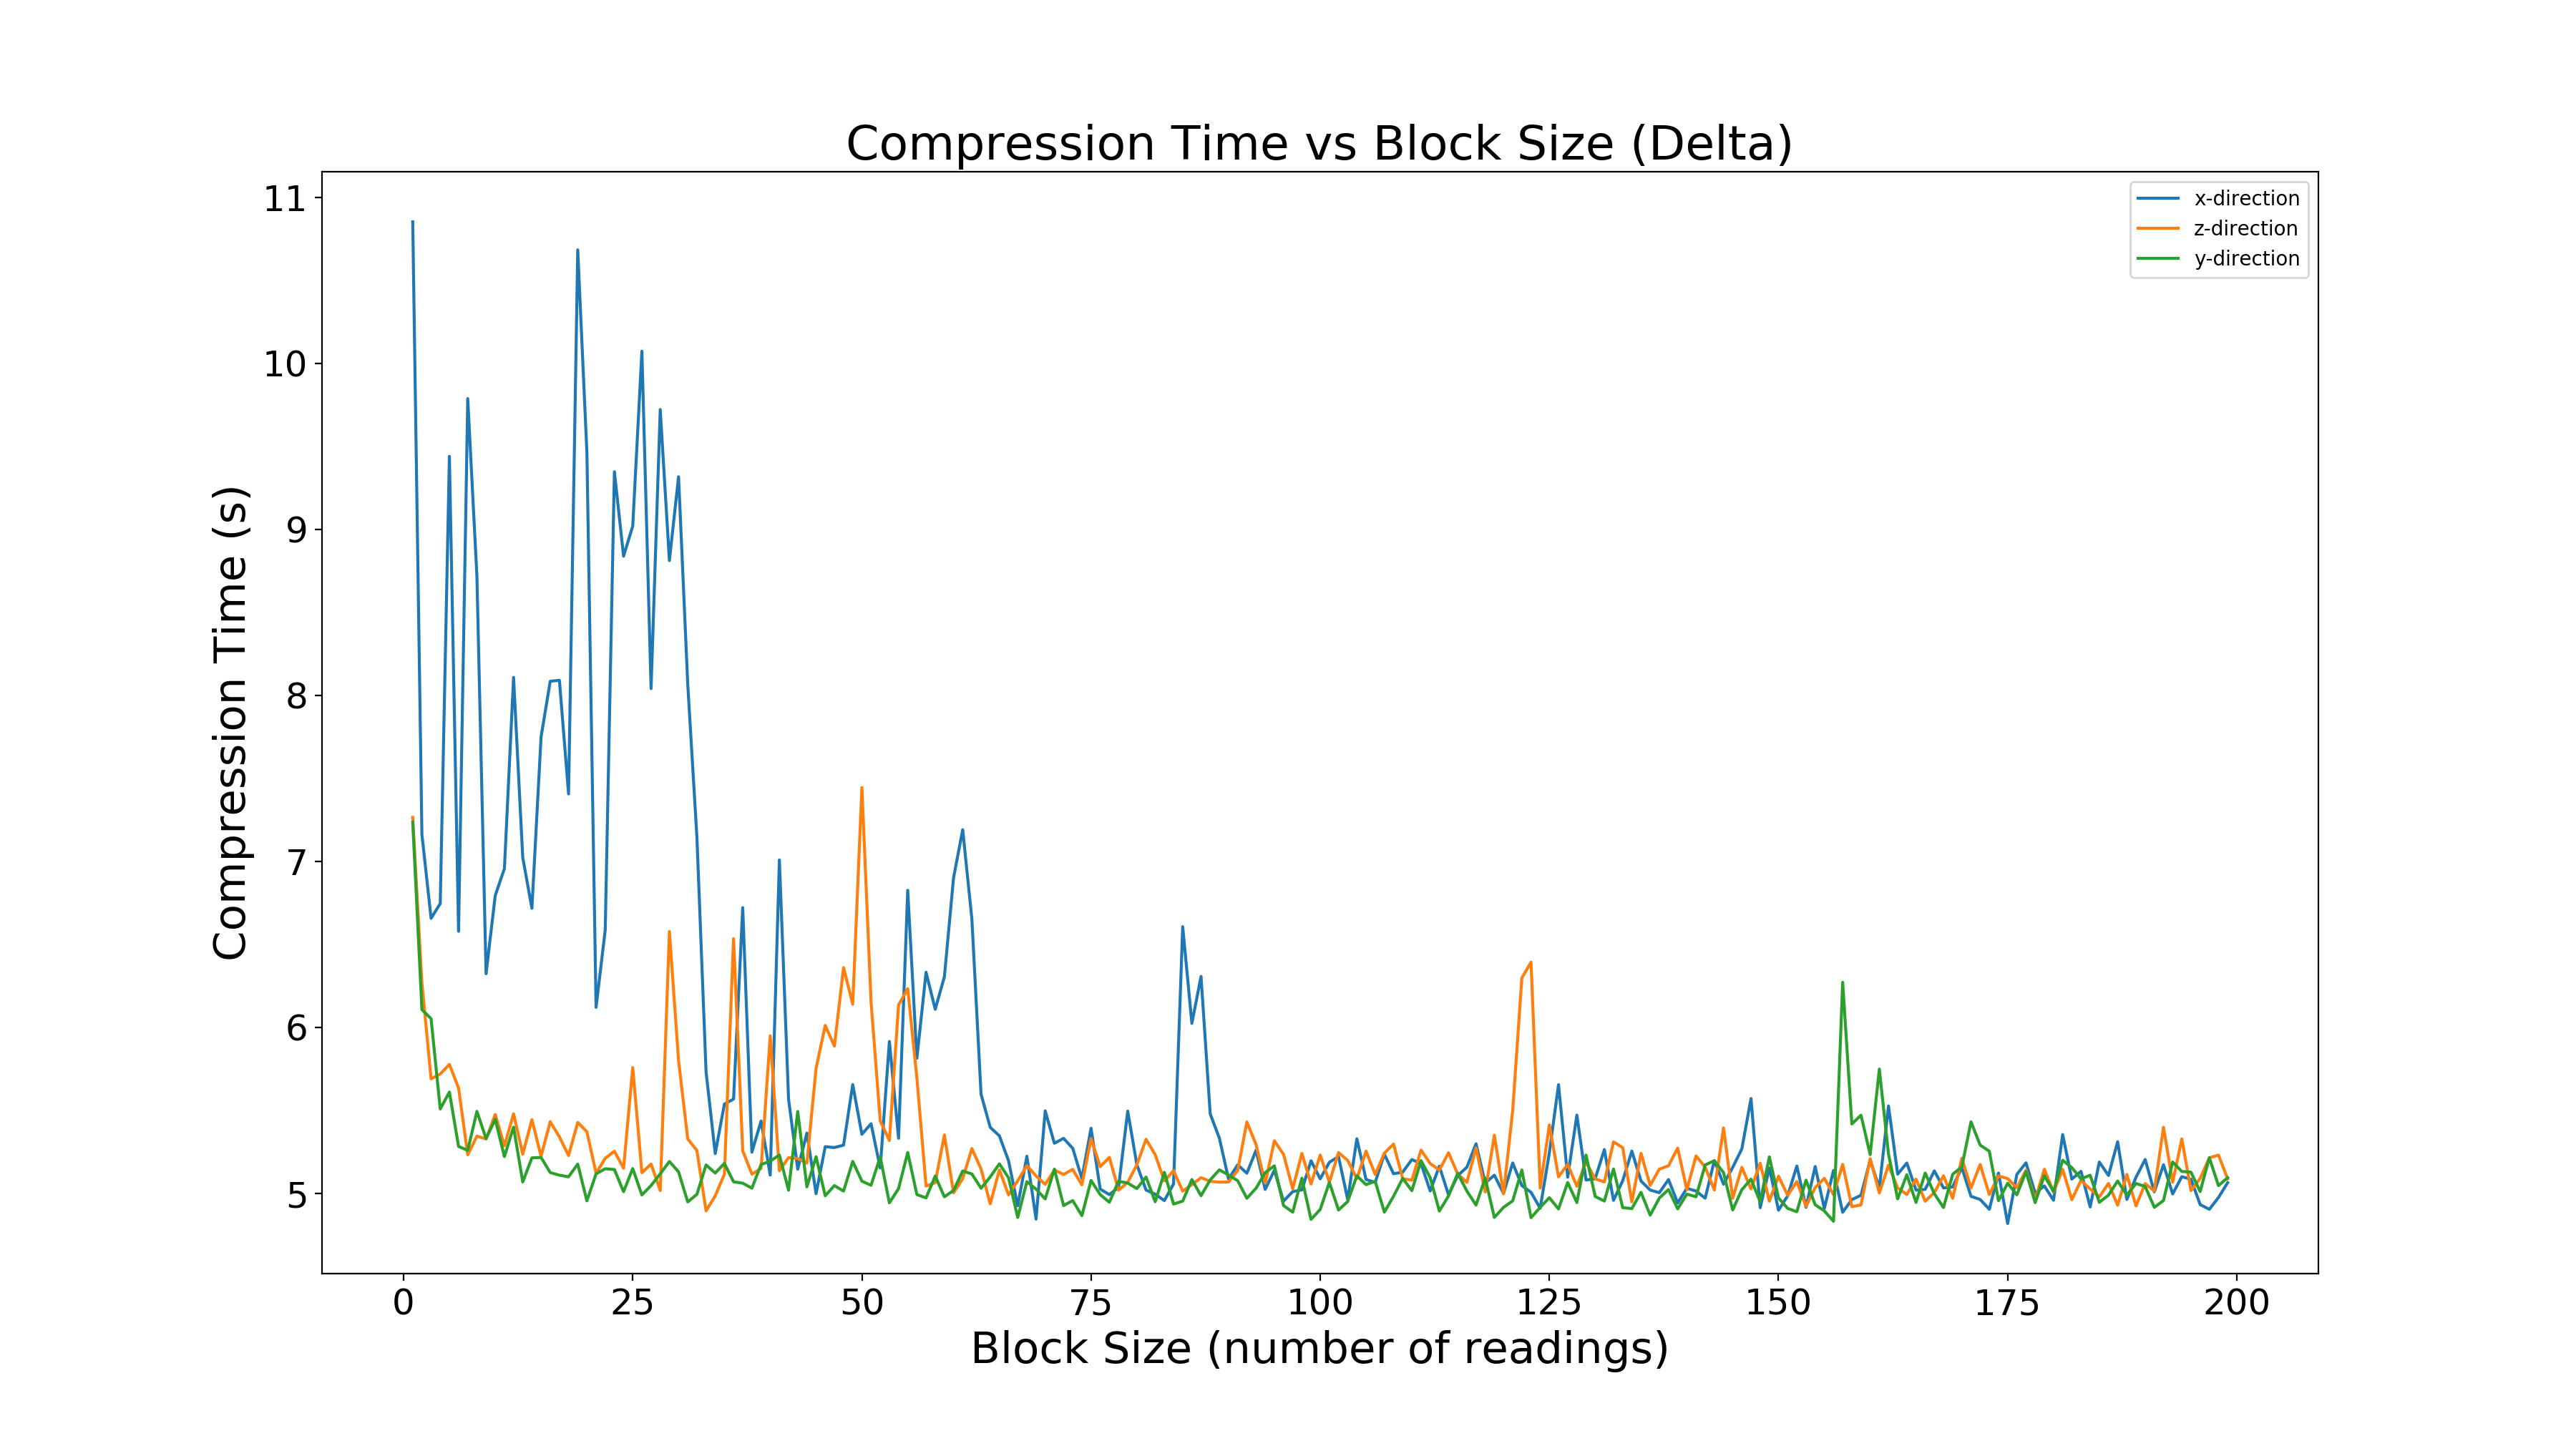 Compression Time vs Block Size (Delta)
x-direction
z-direction
y-direction
11
10
9
8
7
6
5
Compression Time (s)
0 25 50 75 100 125 150 175 200
Block Size (number of readings)